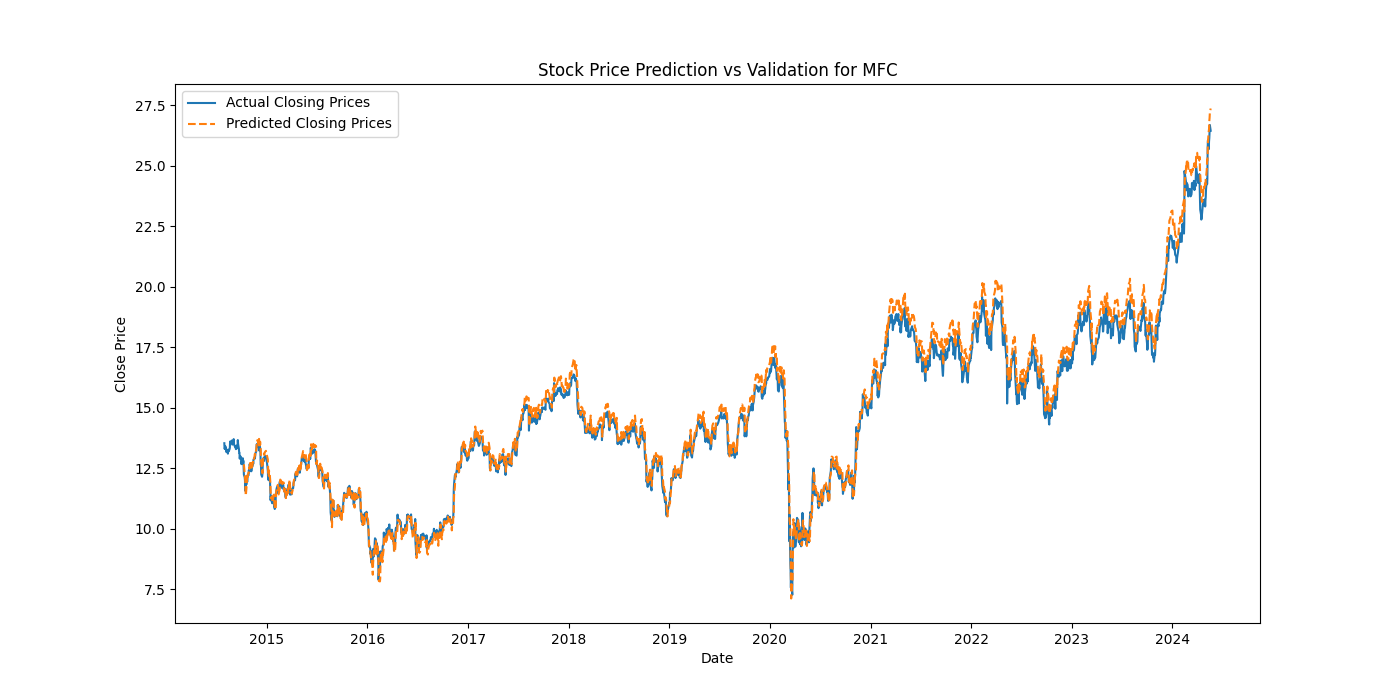 Stock Price Prediction vs Validation for MFC
Actual Closing Prices
Predicted Closing Prices
Close Price
27.5
25.0
22.5
20.0
17.5
15.0
12.5
10.0
7.5
2015 2016 2017 2018 2019 2020 2021 2022 2023 2024
Date